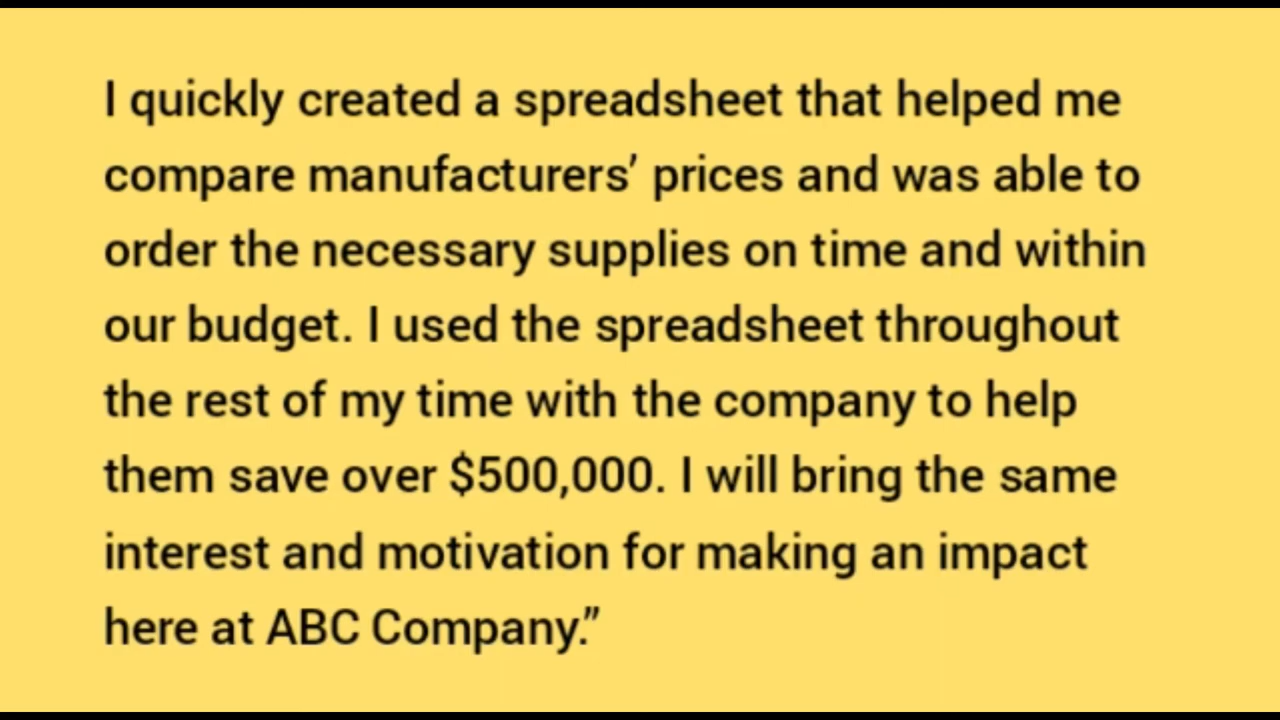 I quickly created a spreadsheet that helped me
compare manufacturers’ prices and was able to
order the necessary supplies on time and within
our budget. I used the spreadsheet throughout
the rest of my time with the company to help
them save over $500,000. I will bring the same
interest and motivation for making an impact
here at ABC Company.”